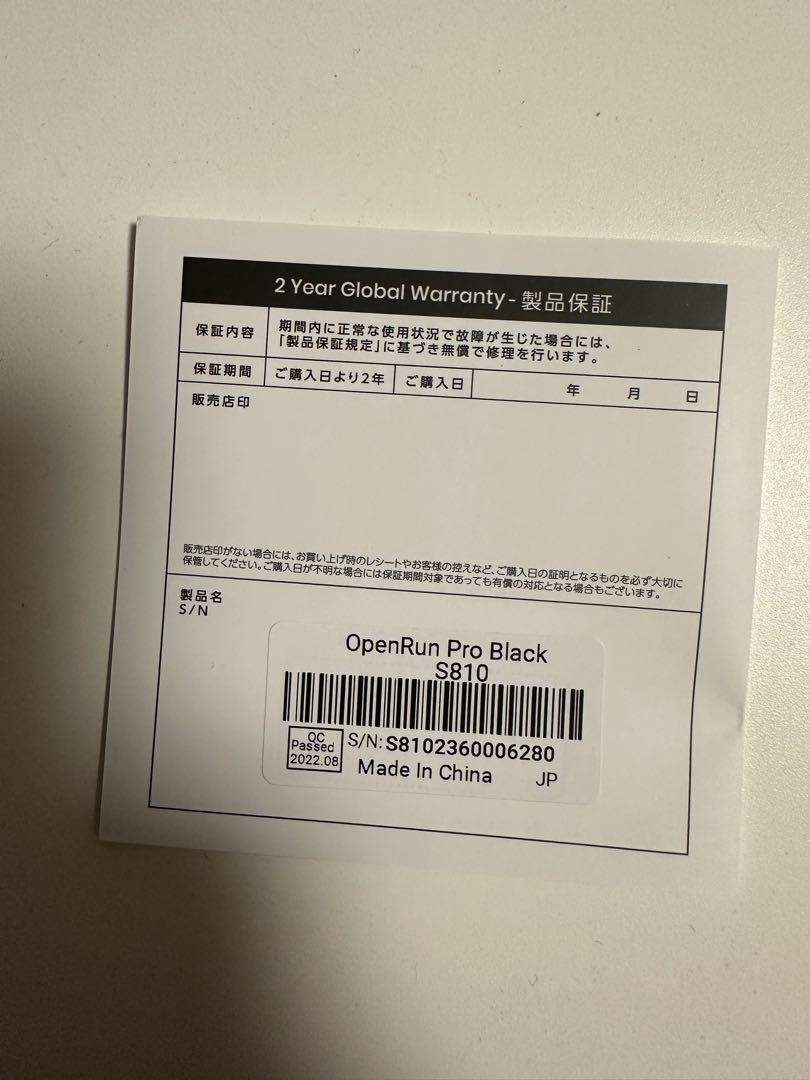 2 Year Global Warranty - 製品保証
保証内容
期間内に正常な使用状況で故障が生じた場合には、
「製品保証規定」に基づき無償で修理を行います。
保証期間 ご購入日より2年 ご購入日 年 月 日
販売店印
販売店印がない場合には、お買い上げ時のレシートやお客様の控えなど、ご購入日の証明となるものを必ず大切に
保管してください。ご購入日が不明な場合には保証期間対象であっても有償の対応となる場合もございます。
製品名
S/N
OpenRun Pro Black
S810
QC
Passed
2022.08
S/N: S8102360006280
Made In China JP